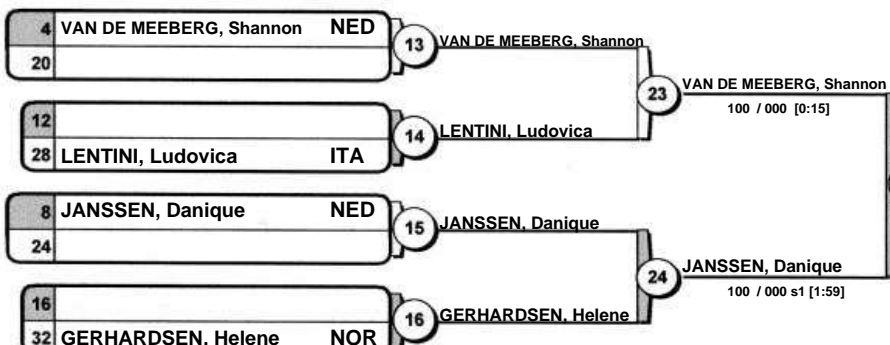 4 VAN DE MEEBERG, Shannon NED
20
13
VAN DE MEEBERG, Shannon
12
28 LENTINI, Ludovica ITA
14
LENTINI, Ludovica
23
VAN DE MEEBERG, Shannon
100 / 000 [0:15]
8 JANSSEN, Danique NED
24
15
JANSSEN, Danique
16
32 GERHARDSEN, Helene NOR
16
GERHARDSEN, Helene
24
JANSSEN, Danique
100 / 000 s1 [1:59]